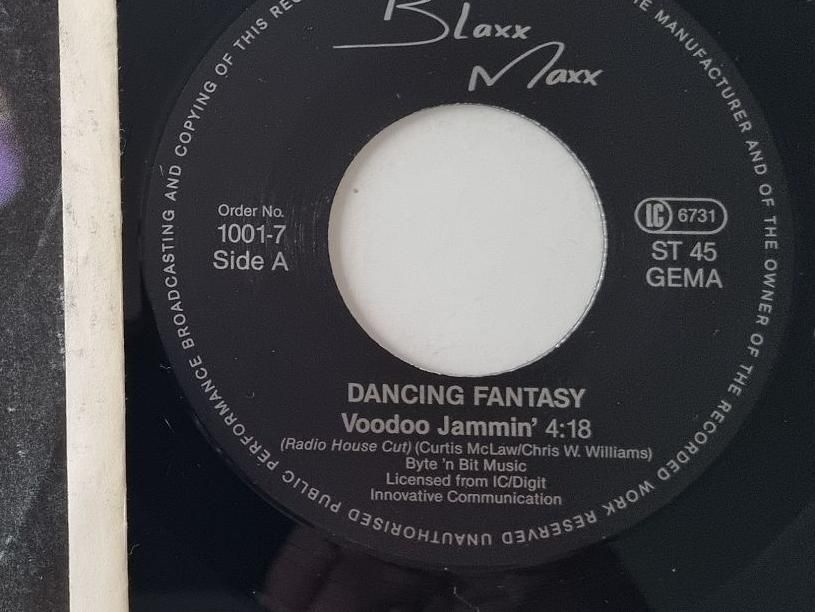 Blaxx
Maxx
Order No.
1001-7
Side A
IC 6731
ST 45
GEMA
DANCING FANTASY
Voodoo Jammin' 4:18
(Radio House Cut) (Curtis McLaw/Chris W. Williams)
Byte 'n Bit Music
Licensed from IC/Digit
Innovative Communication
MANUFACTURER AND OF THE OWNER OF THE RECORDED WORK RESERVED UNAUTHORISED PUBLIC PERFORMANCE BROADCASTING AND COPYING OF THIS